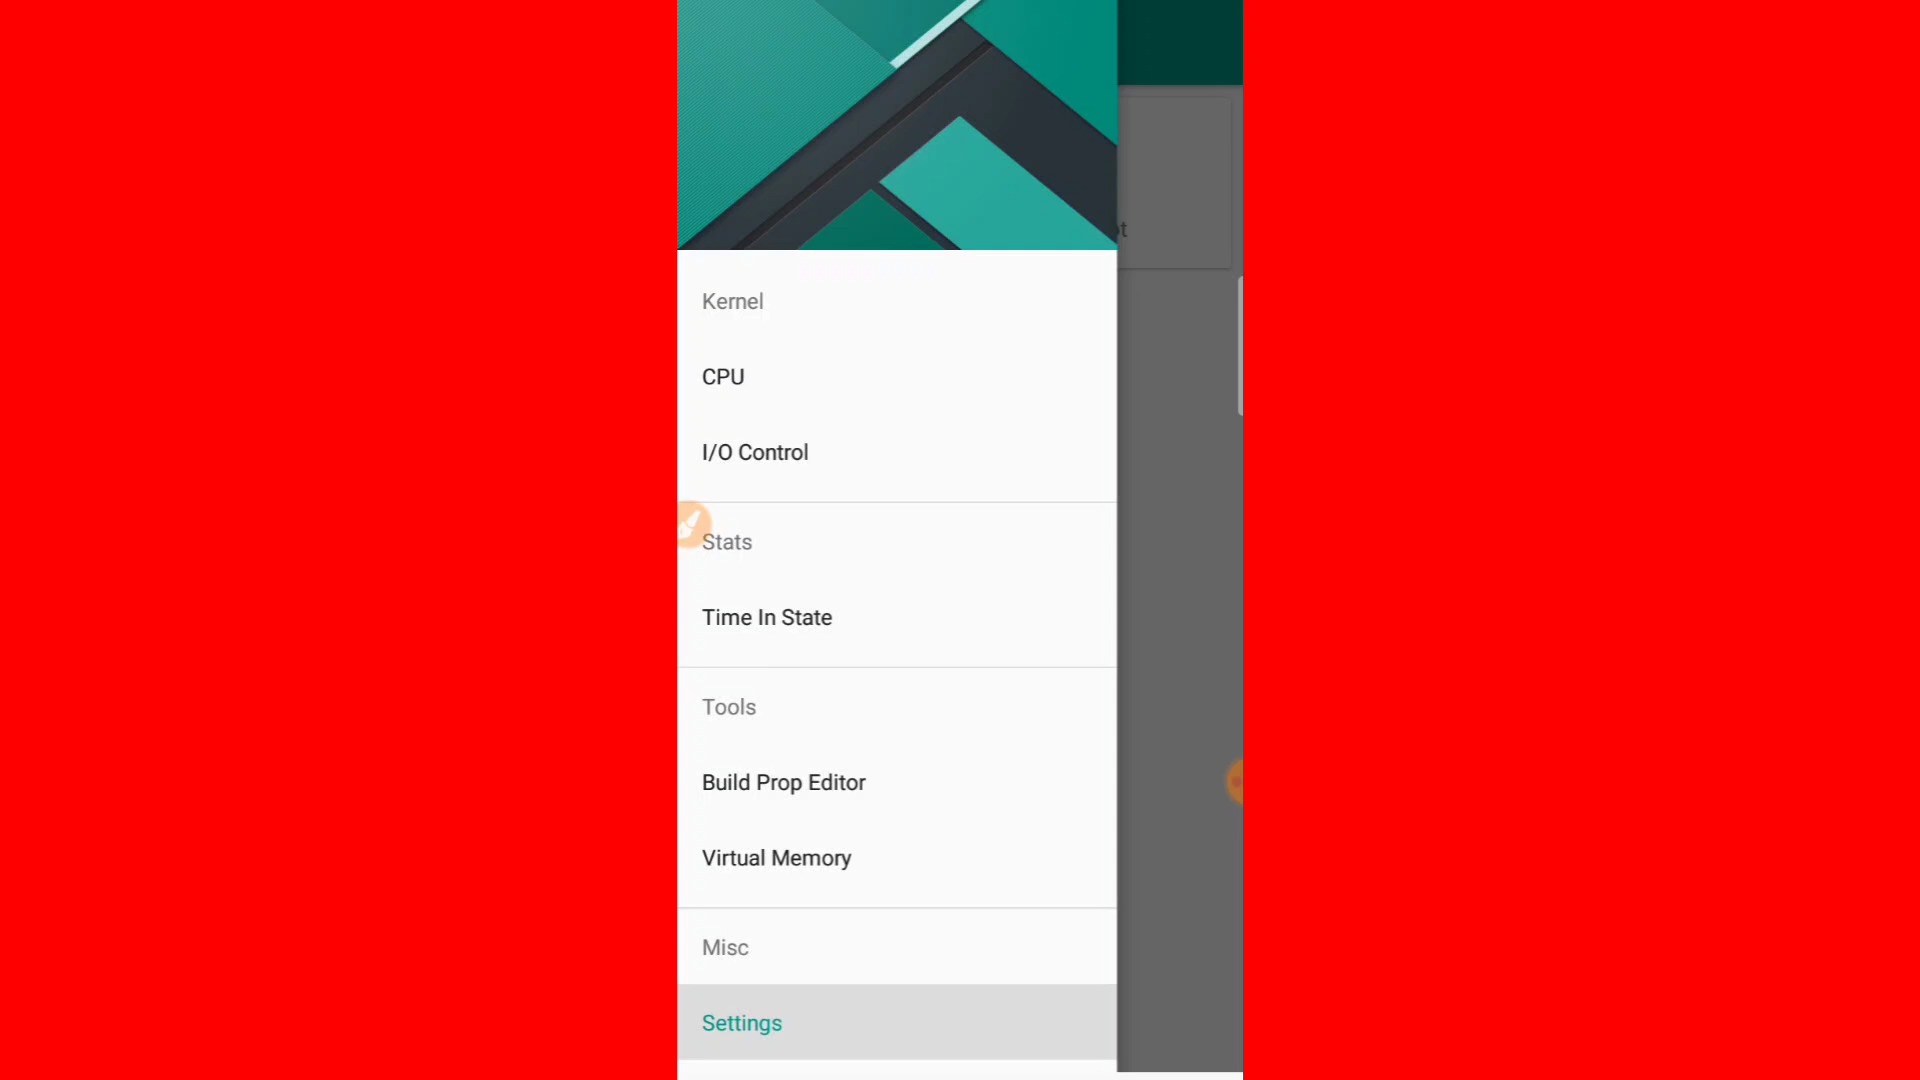 Kernel
CPU
I/O Control
Stats
Time In State
Tools
Build Prop Editor
Virtual Memory
Misc
Settings